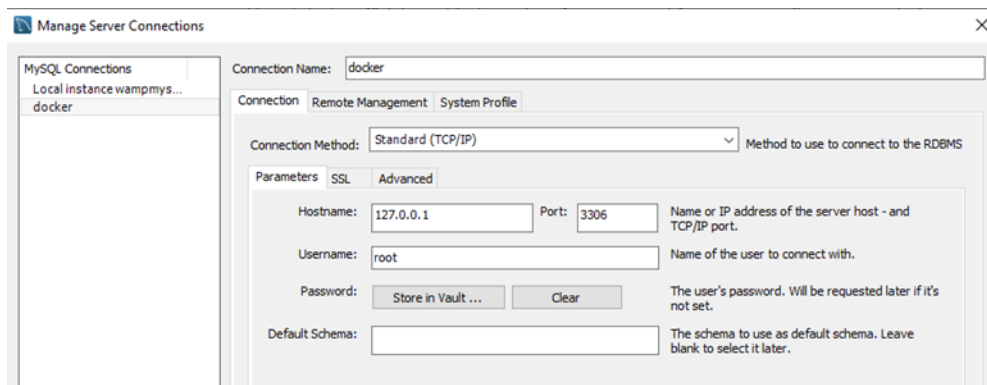 Manage Server Connections
MySQL Connections
Local instance wampmys...
docker
Connection Name: docker
Connection Remote Management System Profile
Connection Method: Standard (TCP/IP) Method to use to connect to the RDBMS
Parameters SSL Advanced
Hostname: 127.0.0.1 Port: 3306 Name or IP address of the server host - and
TCP/IP port.
Username: root Name of the user to connect with.
Password: Store in Vault ... Clear The user's password. Will be requested later if it's
not set.
Default Schema: The schema to use as default schema. Leave
blank to select it later.